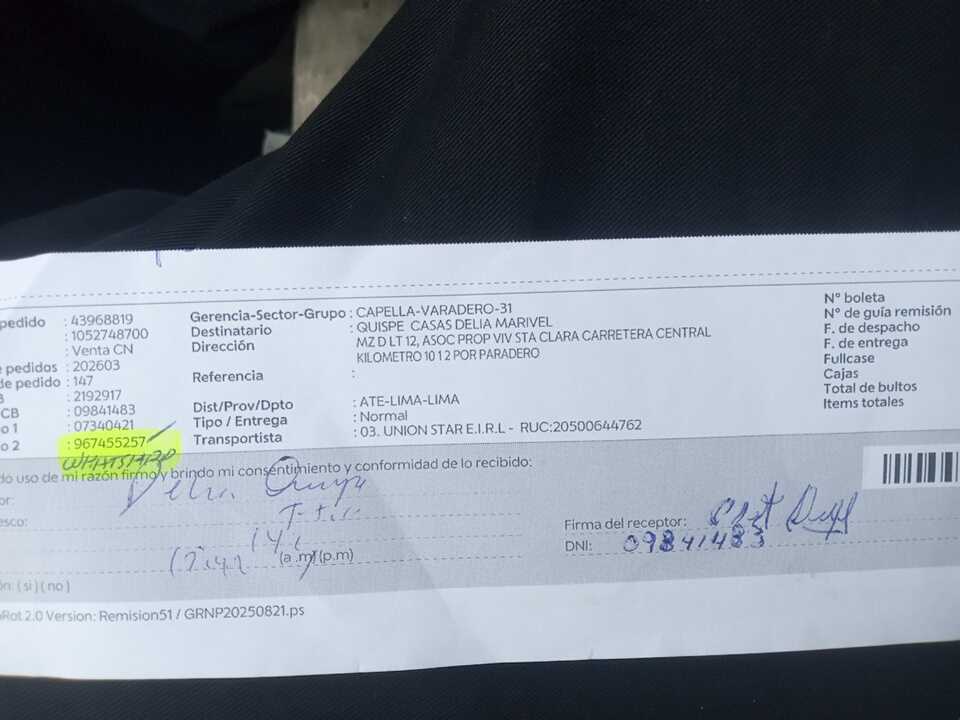 pedido : 43968819
: 1052748700
: Venta CN
e pedidas : 202603
de pedido : 147
B : 2192917
CB : 09841483
o 1 : 07340421
o 2 : 967455257
WHATSAPP
Gerencia-Sector-Grupo : CAPELLA-VARADERO-31
Destinatario : QUISPE CASAS DELIA MARIVEL
Dirección MZ D LT 12, ASOC PROP VIV STA CLARA CARRETERA CENTRAL
KILOMETRO 10 1 2 POR PARADERO
Referencia :
Dist/Prov/Dpto : ATE-LIMA-LIMA
Tipo / Entrega : Normal
Transportista : 03. UNION STAR E.I.R.L - RUC:20500644762
N° boleta
N° de guía remisión
F. de despacho
F. de entrega
Fullcase
Cajas
Total de bultos
Items totales
do uso de mi razón firmo y brindo mi consentimiento y conformidad de lo recibido:
or:
esco:
(a.m)/(p.m)
Firma del receptor:
DNI: 09841483
ón: ( si ) ( no )
oRot 2.0 Version: Remision51 / GRNP20250821.ps